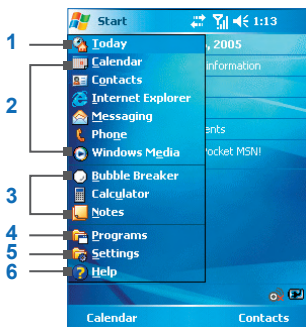 Start 1:13
1 Today , 2005
Calendar nformation
Contacts
2 Internet Explorer
Messaging
Phone ents
Windows Media Pocket MSN!
Bubble Breaker
3 Calculator
Notes
4 Programs
5 Settings
6 Help
Calendar Contacts